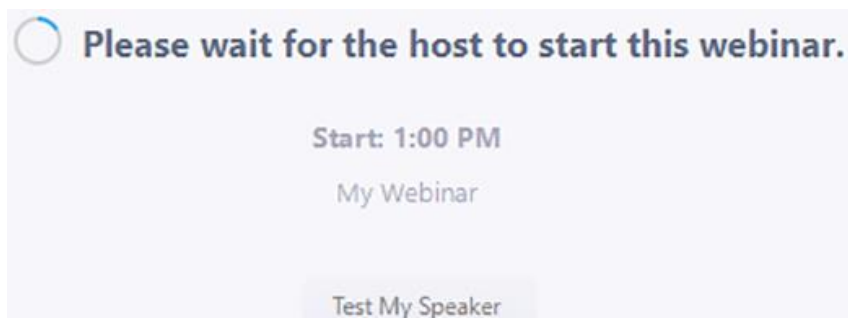 Please wait for the host to start this webinar.
Start: 1:00 PM
My Webinar
Test My Speaker